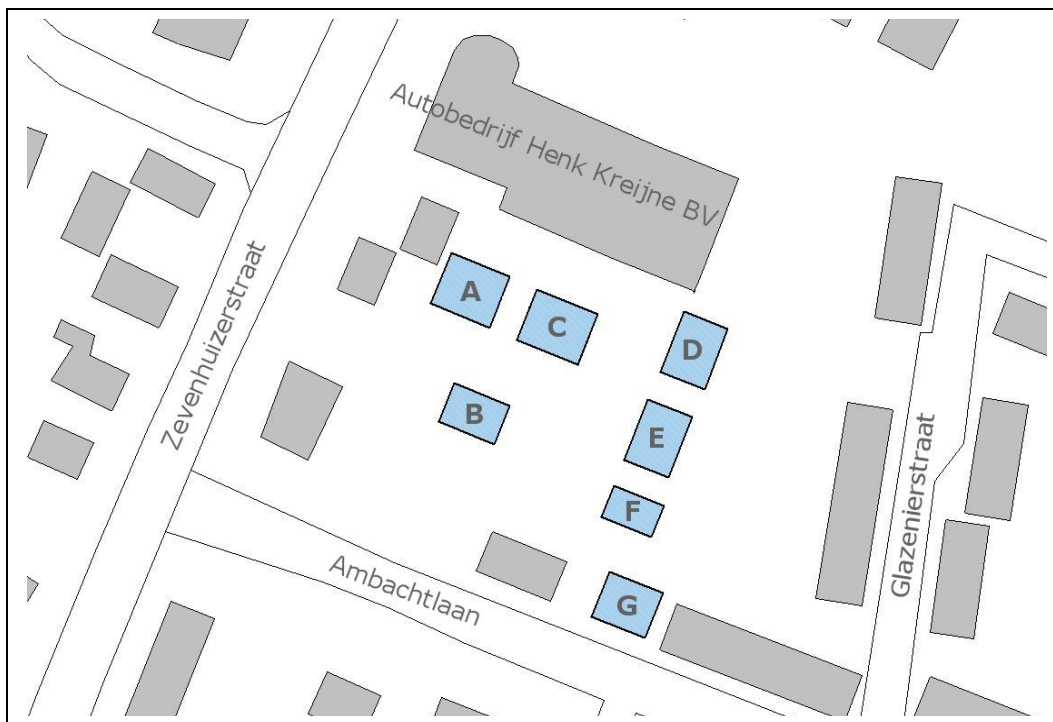 Autobedrijf Henk Kreijne BV
A
C
D
B
E
F
G
Zevenhuizerstraat
Ambachtlaan
Glazenierstraat